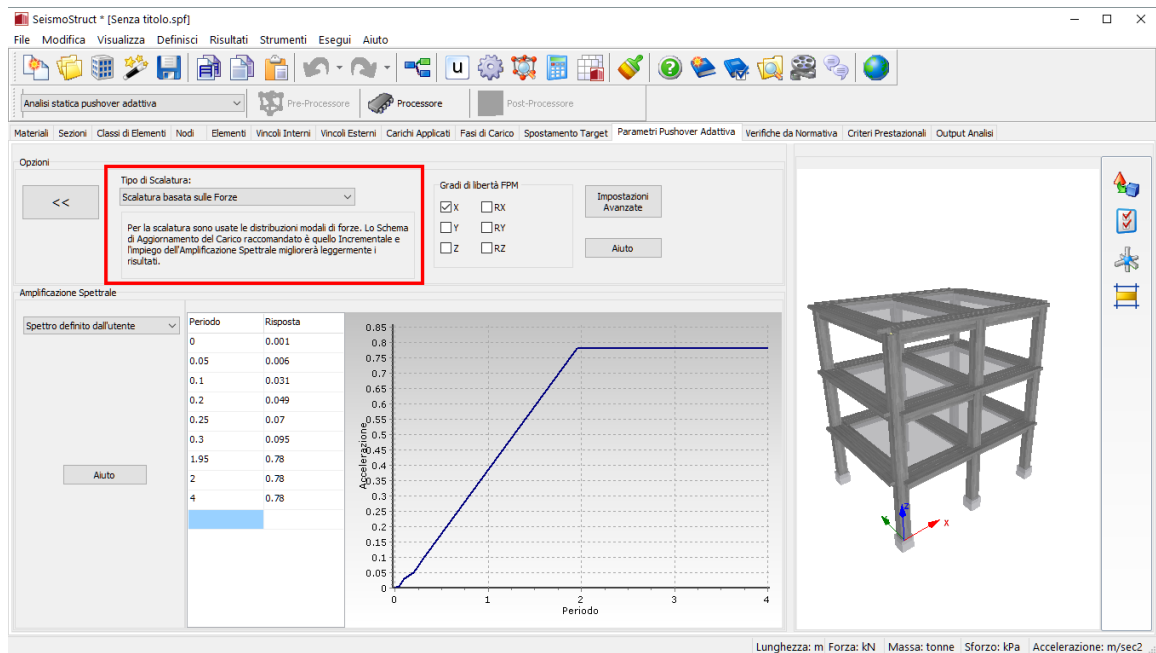 SeismoStruct * [Senza titolo.spf]
File Modifica Visualizza Definisci Risultati Strumenti Esegui Aiuto
u
Analisi statica pushover adattiva Pre-Processore Processore Post-Processore
Materiali Sezioni Classi di Elementi Nodi Elementi Vincoli Interni Vincoli Esterni Carichi Applicati Fasi di Carico Spostamento Target Parametri Pushover Adattiva Verifiche da Normativa Criteri Prestazionali Output Analisi
Opzioni
<<
Tipo di Scalatura:
Scalatura basata sulle Forze
Per la scalatura sono usate le distribuzioni modali di forze. Lo Schema
di Aggiornamento del Carico raccomandato è quello Incrementale e
l'impiego dell'Amplificazione Spettrale migliorerà leggermente i
risultati.
Gradi di libertà FPM
X RX
Y RY
Z RZ
Impostazioni
Avanzate
Aiuto
Amplificazione Spettrale
Spettro definito dall'utente
Aiuto
Periodo Risposta
0 0.001
0.05 0.006
0.1 0.031
0.2 0.049
0.25 0.07
0.3 0.095
1.95 0.78
2 0.78
4 0.78
Accelerazione
0.85
0.8
0.75
0.7
0.65
0.6
0.55
0.5
0.45
0.4
0.35
0.3
0.25
0.2
0.15
0.1
0.05
0
0 1 2 3 4
Periodo
Z
Y
X
Lunghezza: m Forza: kN Massa: tonne Sforzo: kPa Accelerazione: m/sec2